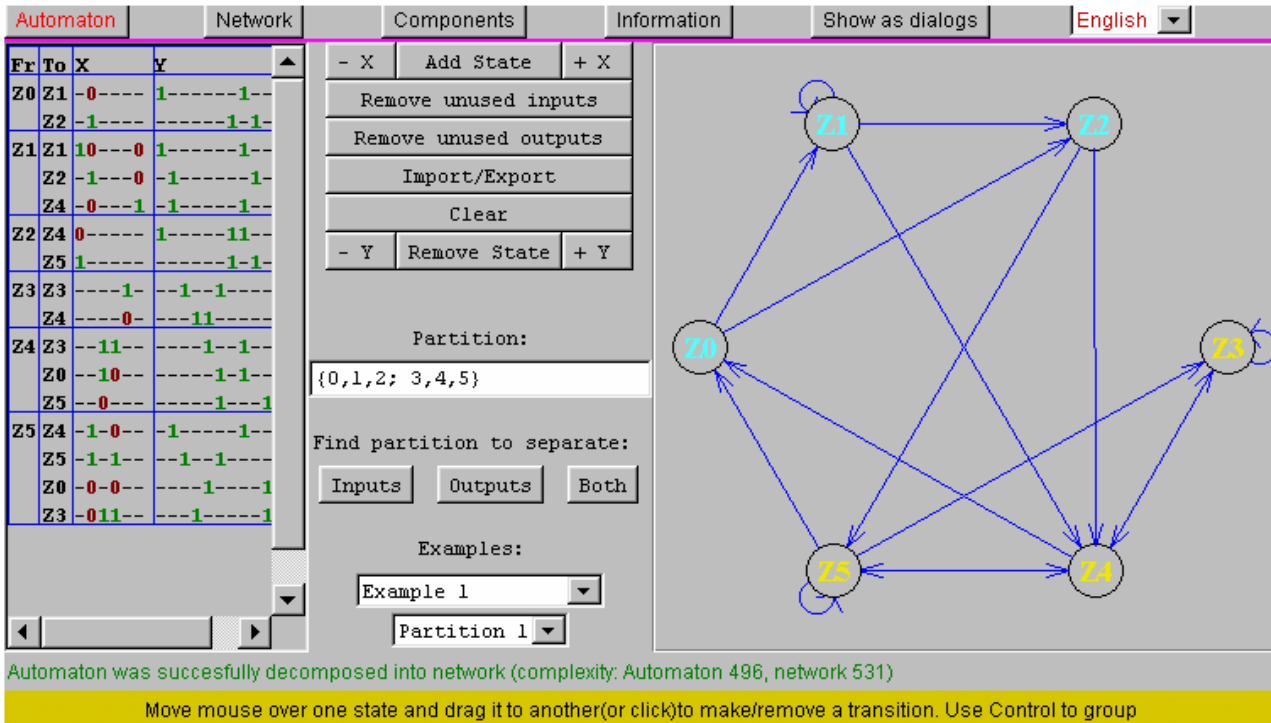 Automaton Network Components Information Show as dialogs English
Fr To X Y
Z0 Z1 -0---- 1------1--
Z2 -1---- ------1-1-
Z1 Z1 10---0 1------1--
Z2 -1---0 -1------1-
Z4 -0---1 -1-----1--
Z2 Z4 0----- 1-----11--
Z5 1----- ------1-1-
Z3 Z3 ----1- --1--1----
Z4 ----0- ---11-----
Z4 Z3 --11-- ----1--1--
Z0 --10-- -----1-1--
Z5 --0--- -----1---1
Z5 Z4 -1-0-- -1-----1--
Z5 -1-1-- --1--1----
Z0 -0-0-- ----1----1
Z3 -011-- ---1-----1
- X Add State + X
Remove unused inputs
Remove unused outputs
Import/Export
Clear
- Y Remove State + Y
Partition:
{0,1,2; 3,4,5}
Find partition to separate:
Inputs Outputs Both
Examples:
Example 1
Partition 1
Z1 Z2
Z0 Z3
Z5 Z4
Automaton was succesfully decomposed into network (complexity: Automaton 496, network 531)
Move mouse over one state and drag it to another(or click)to make/remove a transition. Use Control to group